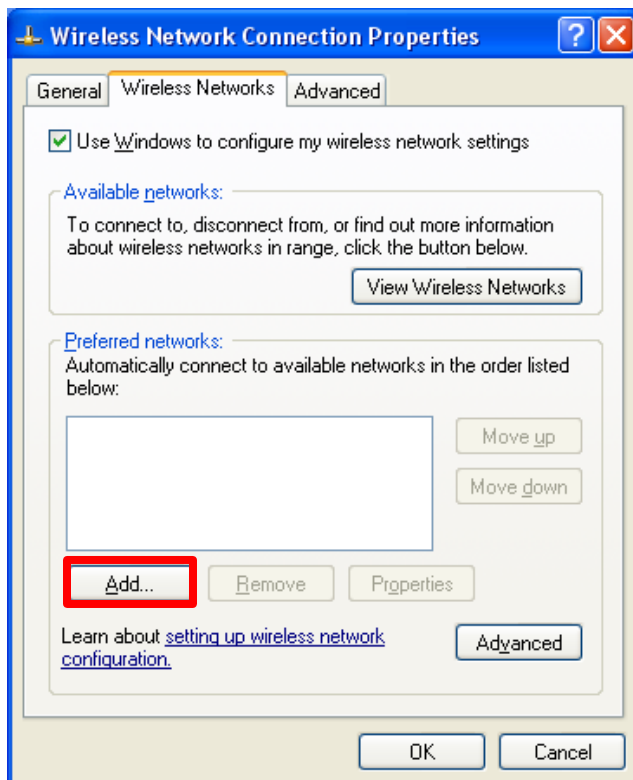 Wireless Network Connection Properties
General Wireless Networks Advanced
Use Windows to configure my wireless network settings
Available networks:
To connect to, disconnect from, or find out more information
about wireless networks in range, click the button below.
View Wireless Networks
Preferred networks:
Automatically connect to available networks in the order listed
below:
Move up
Move down
Add... Remove Properties
Learn about setting up wireless network
configuration.
Advanced
OK Cancel